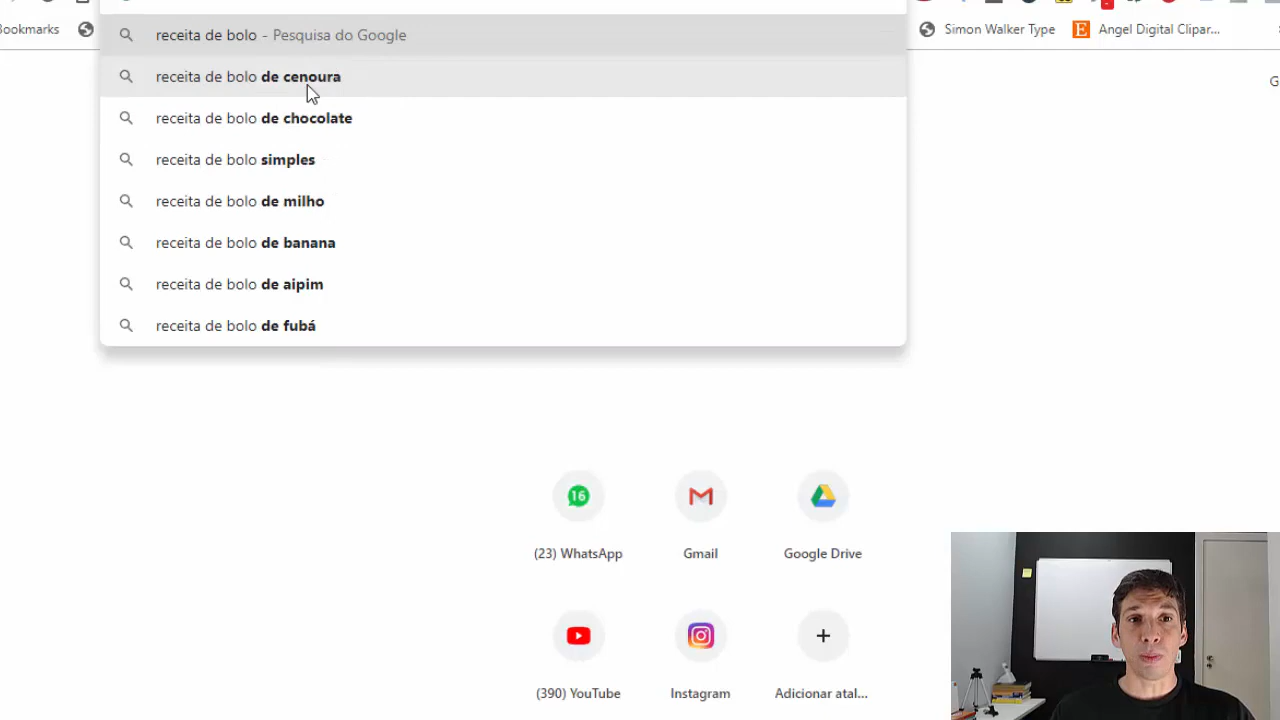 Bookmarks
Simon Walker Type
Angel Digital Clipar...
receita de bolo - Pesquisa do Google
receita de bolo de cenoura
G
receita de bolo de chocolate
receita de bolo simples
receita de bolo de milho
receita de bolo de banana
receita de bolo de aipim
receita de bolo de fubá
16
(23) WhatsApp
Gmail
Google Drive
(390) YouTube
Instagram
Adicionar atal...